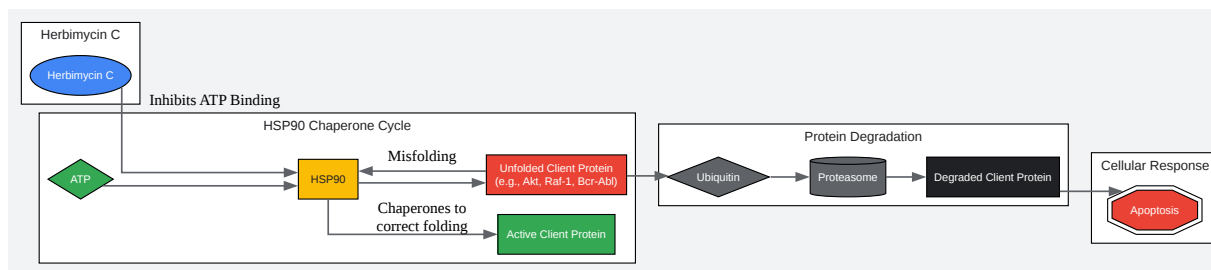 Herbimycin C
Herbimycin C
Inhibits ATP Binding
HSP90 Chaperone Cycle
ATP
HSP90
Misfolding
Unfolded Client Protein
(e.g., Akt, Raf-1, Bcr-Abl)
Chaperones to
correct folding
Active Client Protein
Protein Degradation
Ubiquitin
Proteasome
Degraded Client Protein
Cellular Response
Apoptosis